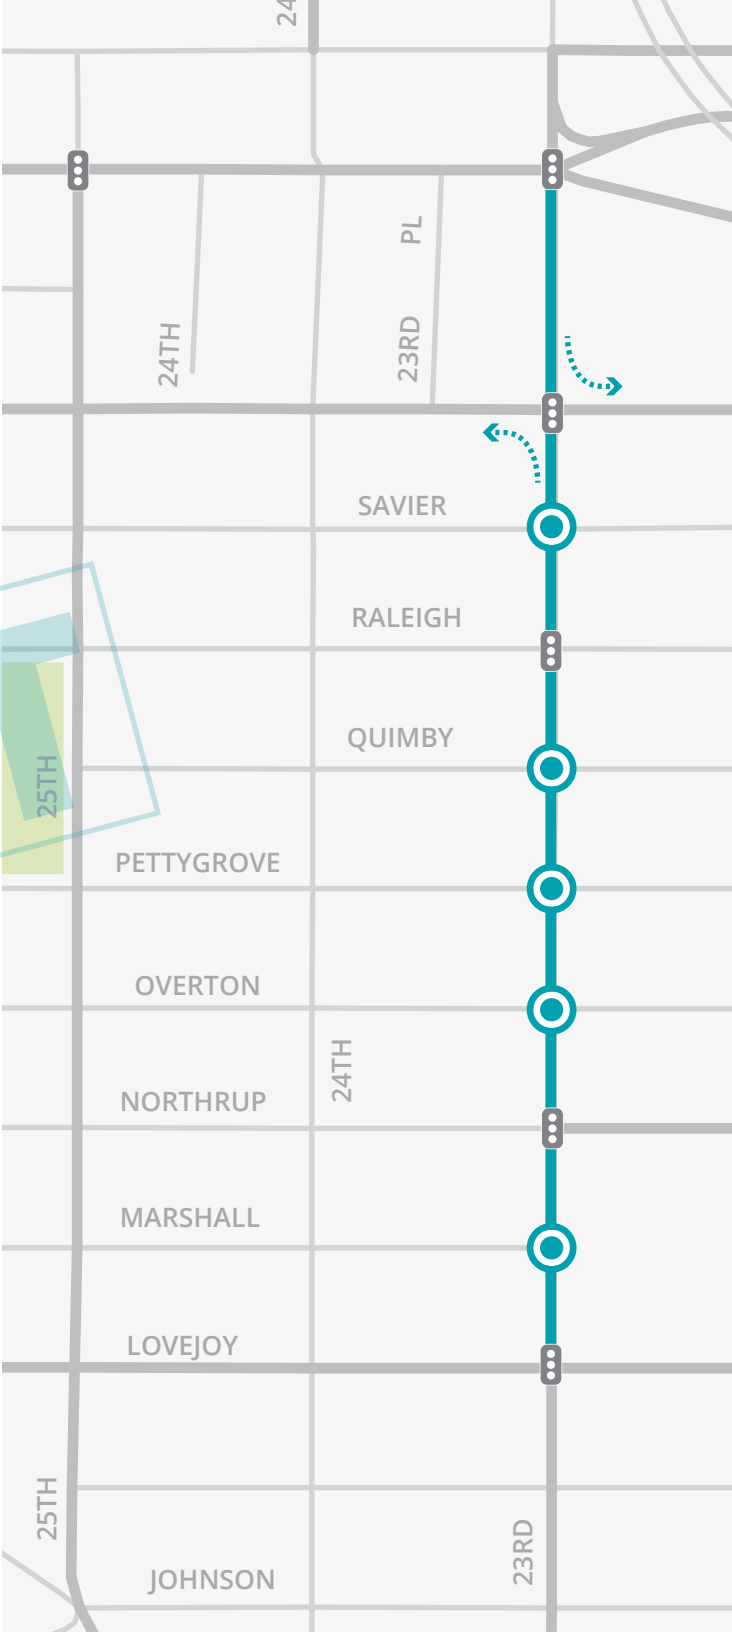 24
PL
24TH
23RD
SAVIER
RALEIGH
QUIMBY
25TH
PETTYGROVE
OVERTON
24TH
NORTHRUP
MARSHALL
LOVEJOY
25TH
23RD
JOHNSON